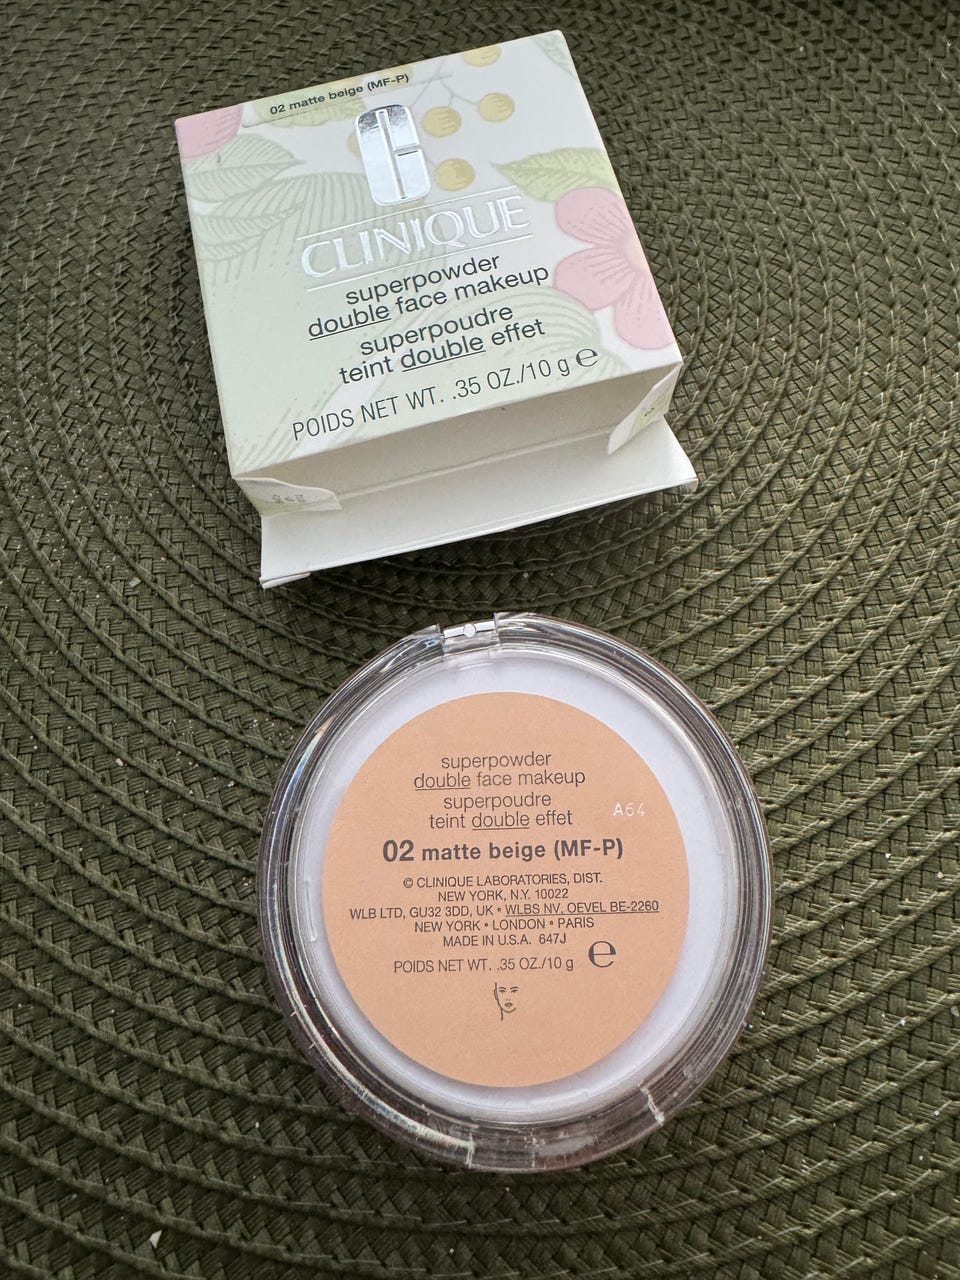 02 matte beige (MF-P)
CLINIQUE
superpowder
double face makeup
superpoudre
teint double effet
POIDS NET WT. .35 OZ./10 g e
superpowder
double face makeup
superpoudre
teint double effet
A64
02 matte beige (MF-P)
© CLINIQUE LABORATORIES, DIST.
NEW YORK, N.Y. 10022
WLB LTD, GU32 3DD, UK • WLBS NV, OEVEL BE-2260
NEW YORK • LONDON • PARIS
MADE IN U.S.A. 647J
POIDS NET WT. .35 OZ./10 g e